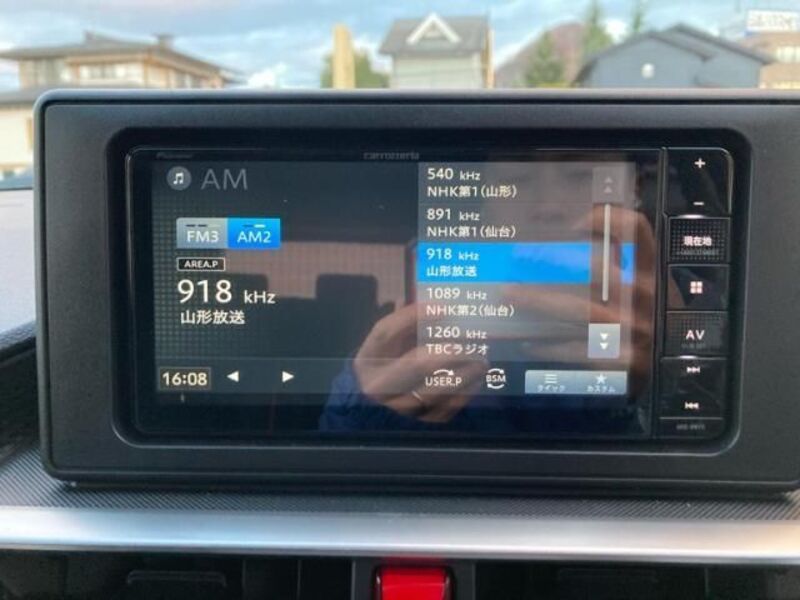 Pioneer
carrozzeria
AM
FM3
AM2
AREA.P
918 kHz
山形放送
16:08
540 kHz
NHK第1(山形)
891 kHz
NHK第1(仙台)
918 kHz
山形放送
1089 kHz
NHK第2(仙台)
1260 kHz
TBCラジオ
USER.P
BSM
クイック
カスタム
+
−
現在地
AV